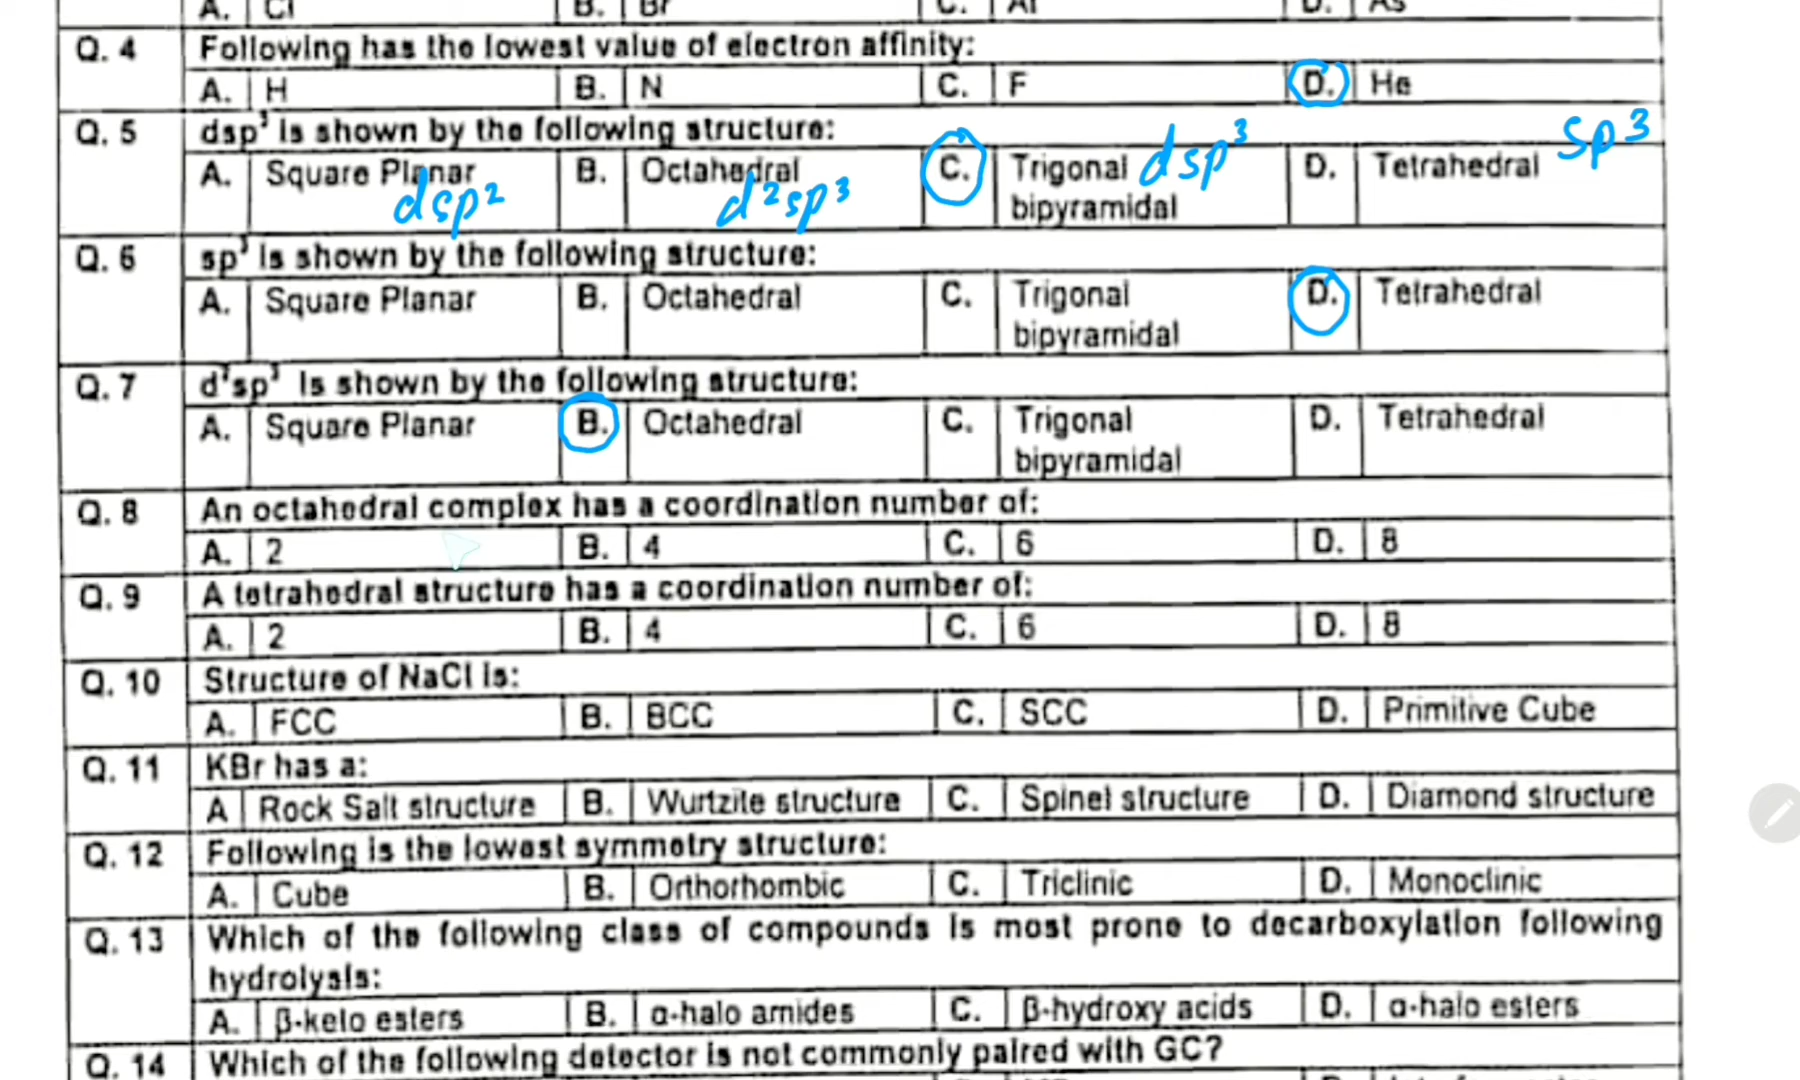 A. Cl B. Br C. Al D. As
Q. 4 Following has the lowest value of electron affinity:
A. H B. N C. F D. He
Q. 5 dsp³ is shown by the following structure:
A. Square Planar dsp² B. Octahedral d²sp³ C. Trigonal bipyramidal dsp³ D. Tetrahedral sp³
Q. 6 sp³ is shown by the following structure:
A. Square Planar B. Octahedral C. Trigonal bipyramidal D. Tetrahedral
Q. 7 d²sp³ is shown by the following structure:
A. Square Planar B. Octahedral C. Trigonal bipyramidal D. Tetrahedral
Q. 8 An octahedral complex has a coordination number of:
A. 2 B. 4 C. 6 D. 8
Q. 9 A tetrahedral structure has a coordination number of:
A. 2 B. 4 C. 6 D. 8
Q. 10 Structure of NaCl is:
A. FCC B. BCC C. SCC D. Primitive Cube
Q. 11 KBr has a:
A Rock Salt structure B. Wurtzite structure C. Spinel structure D. Diamond structure
Q. 12 Following is the lowest symmetry structure:
A. Cube B. Orthorhombic C. Triclinic D. Monoclinic
Q. 13 Which of the following class of compounds is most prone to decarboxylation following
hydrolysis:
A. β-keto esters B. α-halo amides C. β-hydroxy acids D. α-halo esters
Q. 14 Which of the following detector is not commonly paired with GC?